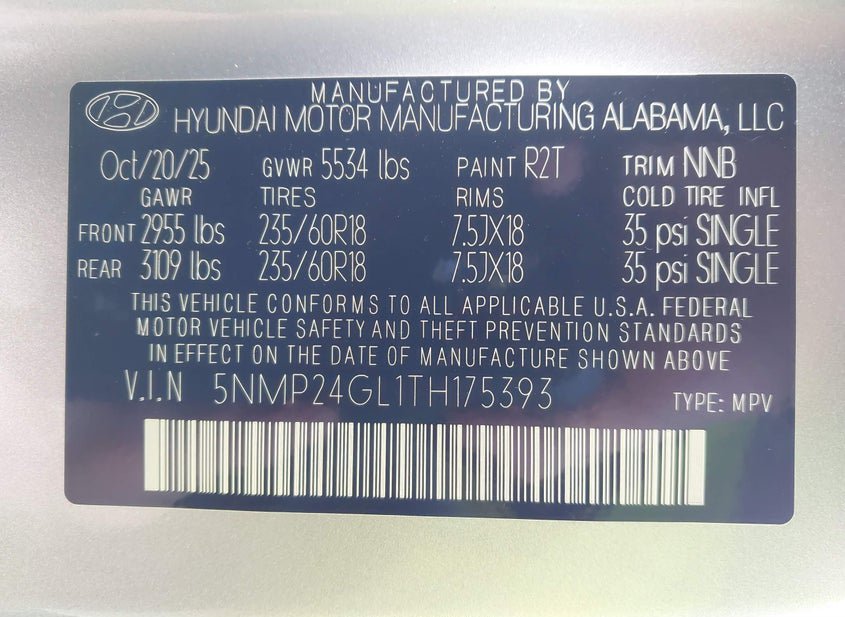 MANUFACTURED BY
HYUNDAI MOTOR MANUFACTURING ALABAMA, LLC
Oct/20/25 GVWR 5534 lbs PAINT R2T TRIM NNB
GAWR TIRES RIMS COLD TIRE INFL
FRONT 2955 lbs 235/60R18 7.5JX18 35 psi SINGLE
REAR 3109 lbs 235/60R18 7.5JX18 35 psi SINGLE
THIS VEHICLE CONFORMS TO ALL APPLICABLE U.S.A. FEDERAL
MOTOR VEHICLE SAFETY AND THEFT PREVENTION STANDARDS
IN EFFECT ON THE DATE OF MANUFACTURE SHOWN ABOVE
V.I.N 5NMP24GL1TH175393 TYPE: MPV